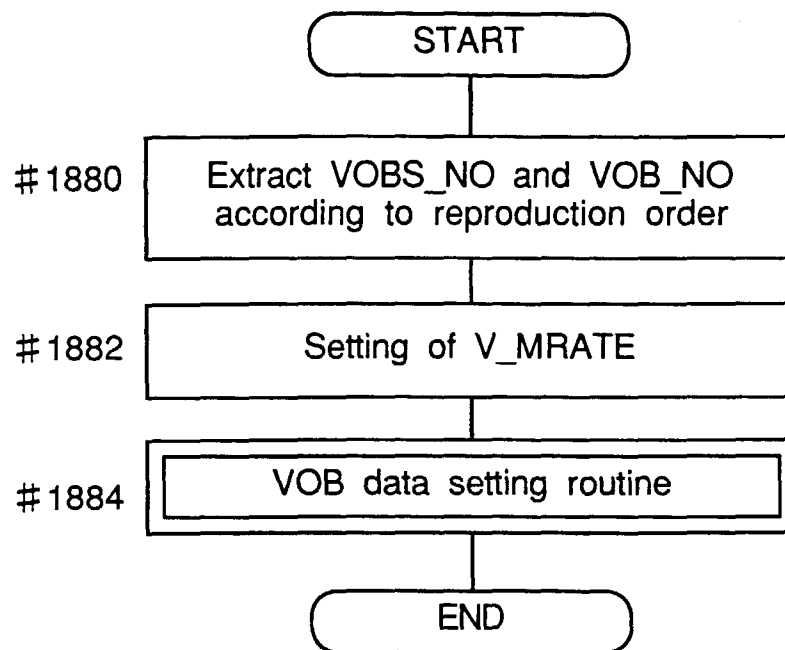 START
#1880
Extract VOBS_NO and VOB_NO
according to reproduction order
#1882
Setting of V_MRATE
#1884
VOB data setting routine
END